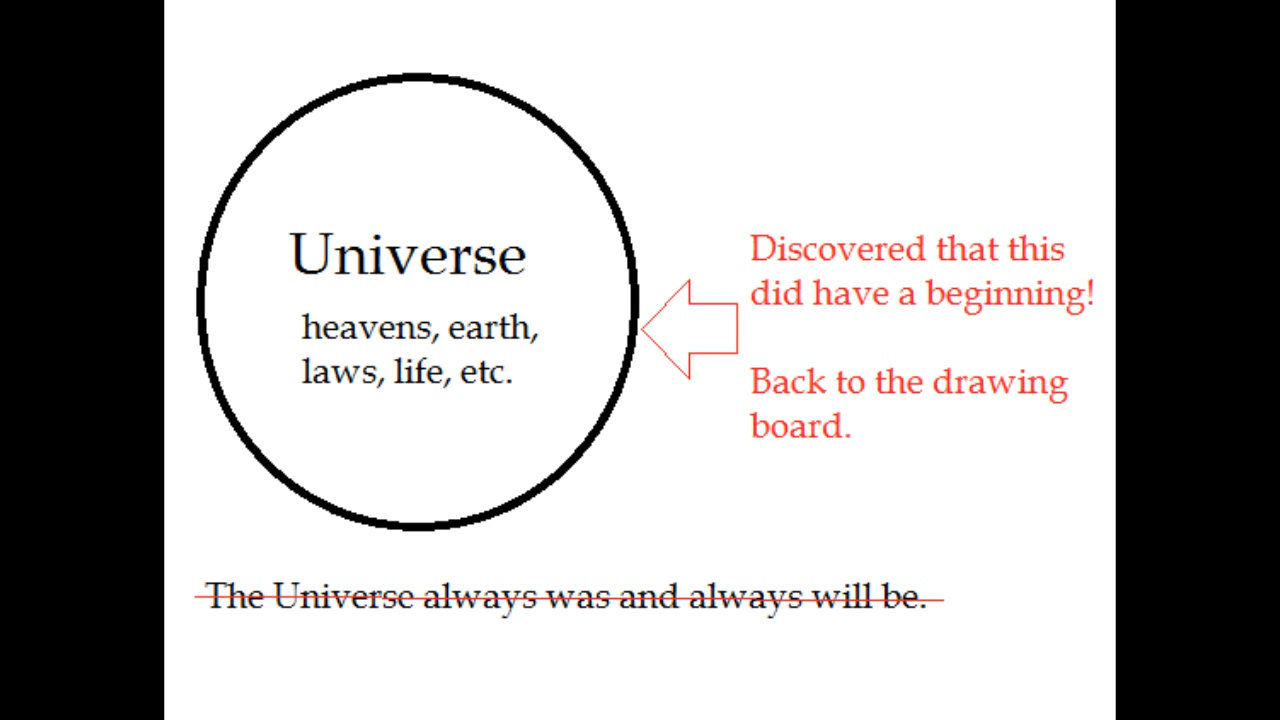 Universe
heavens, earth,
laws, life, etc.
Discovered that this
did have a beginning!
Back to the drawing
board.
The Universe always was and always will be.